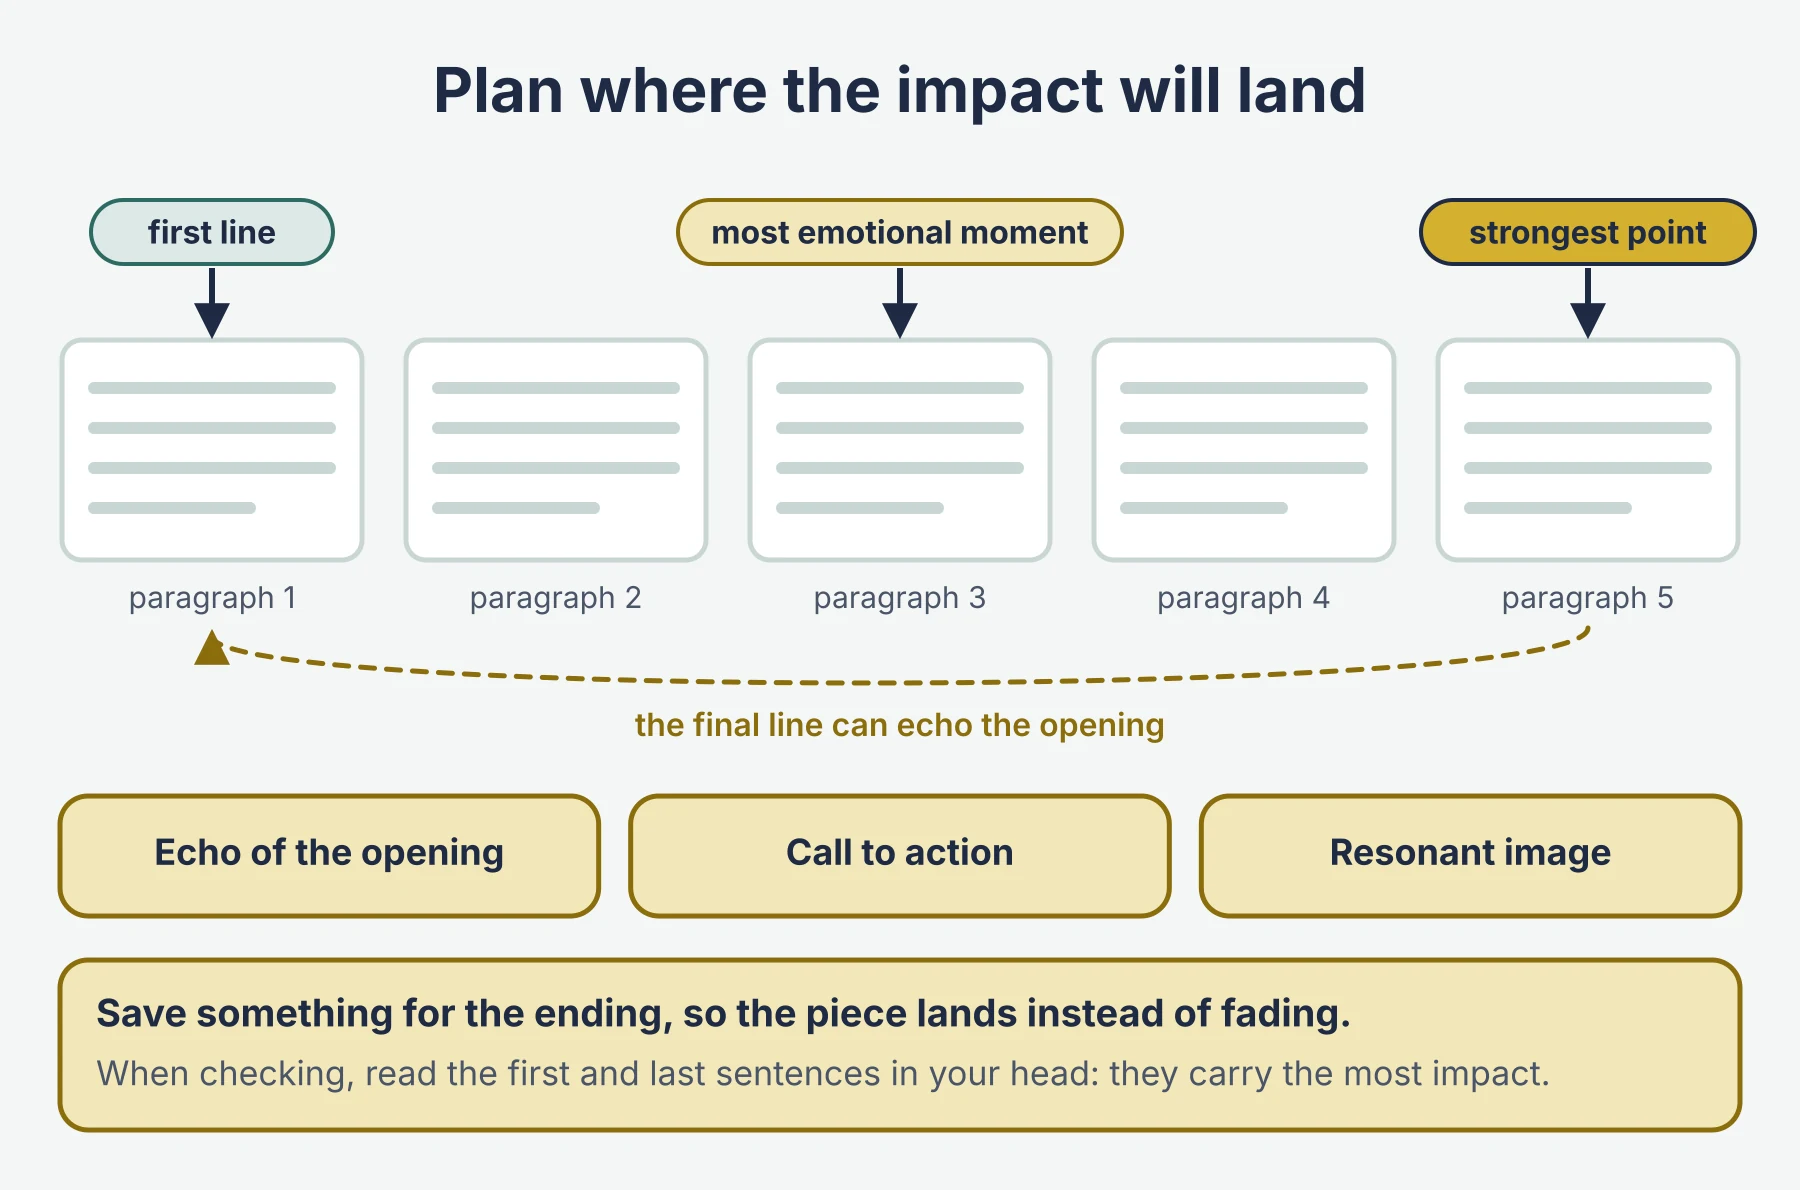 Plan where the impact will land
first line
most emotional moment
strongest point
paragraph 1
paragraph 2
paragraph 3
paragraph 4
paragraph 5
the final line can echo the opening
Echo of the opening
Call to action
Resonant image
Save something for the ending, so the piece lands instead of fading.
When checking, read the first and last sentences in your head: they carry the most impact.